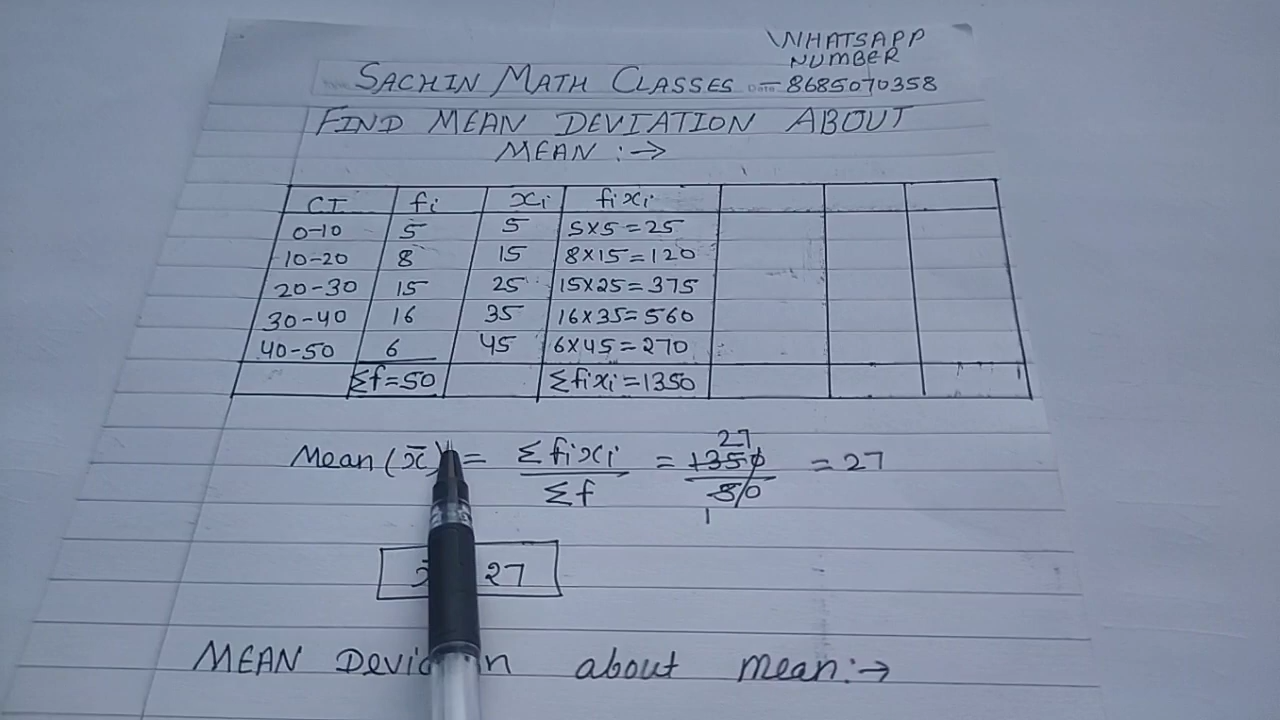 WHATSAPP
NUMBER
SACHIN MATH CLASSES - 8685070358
FIND MEAN DEVIATION ABOUT
MEAN :→
CI fi xi fixi
0-10 5 5 5×5=25
10-20 8 15 8×15=120
20-30 15 25 15×25=375
30-40 16 35 16×35=560
40-50 6 45 6×45=270
Σf=50 Σfixi=1350
Mean (x̄) = Σfixi / Σf = 1350 / 50 = 27
27
1
27
MEAN about mean:→